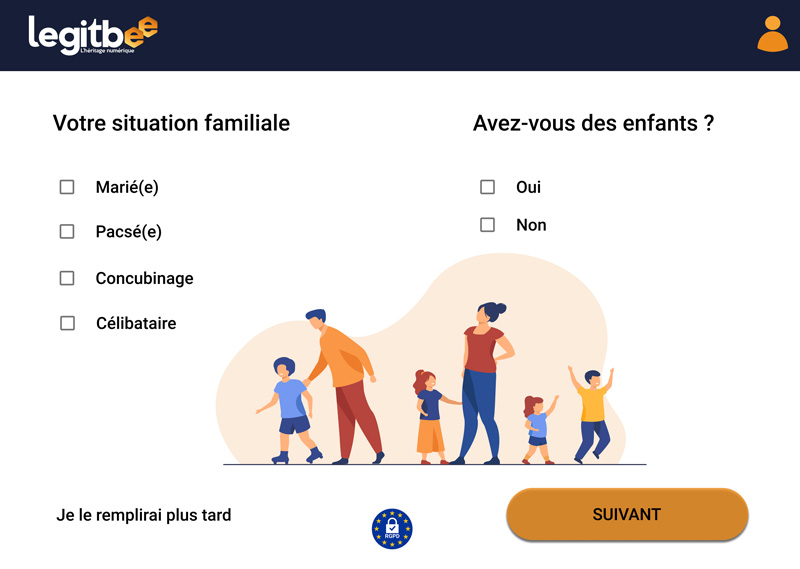 legitbee
L'héritage numérique
Votre situation familiale
Avez-vous des enfants ?
Marié(e)
Oui
Pacsé(e)
Non
Concubinage
Célibataire
Je le remplirai plus tard
RGPD
SUIVANT